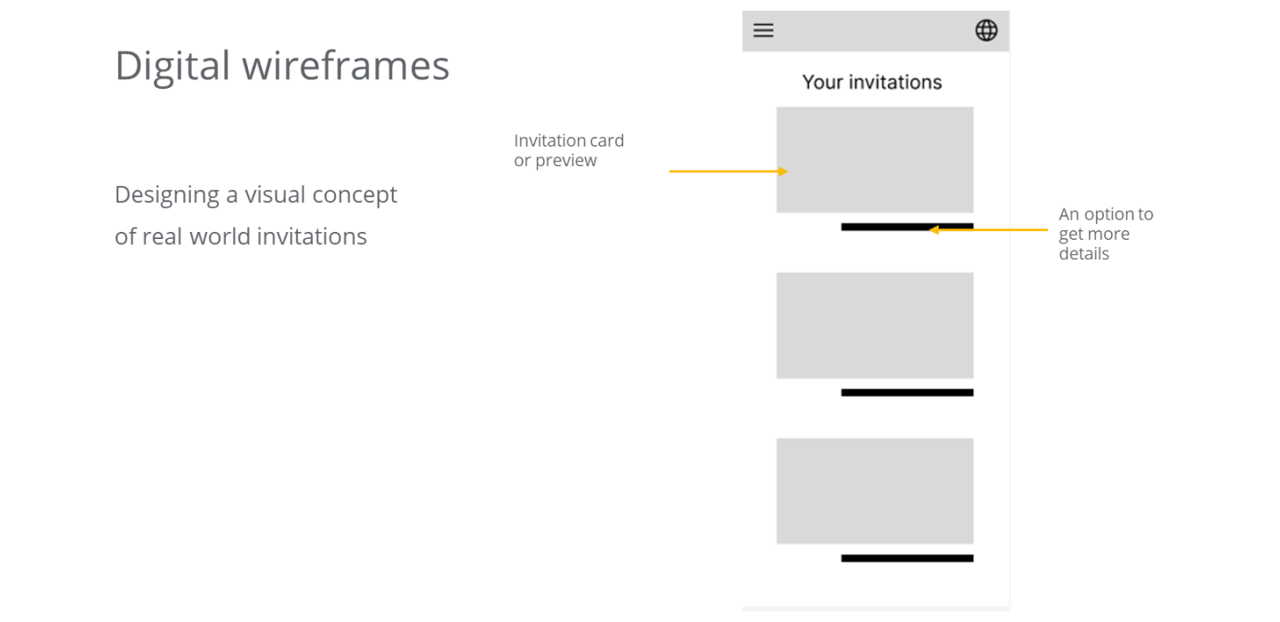 Digital wireframes
Designing a visual concept
of real world invitations
Invitation card
or preview
Your invitations
An option to
get more
details